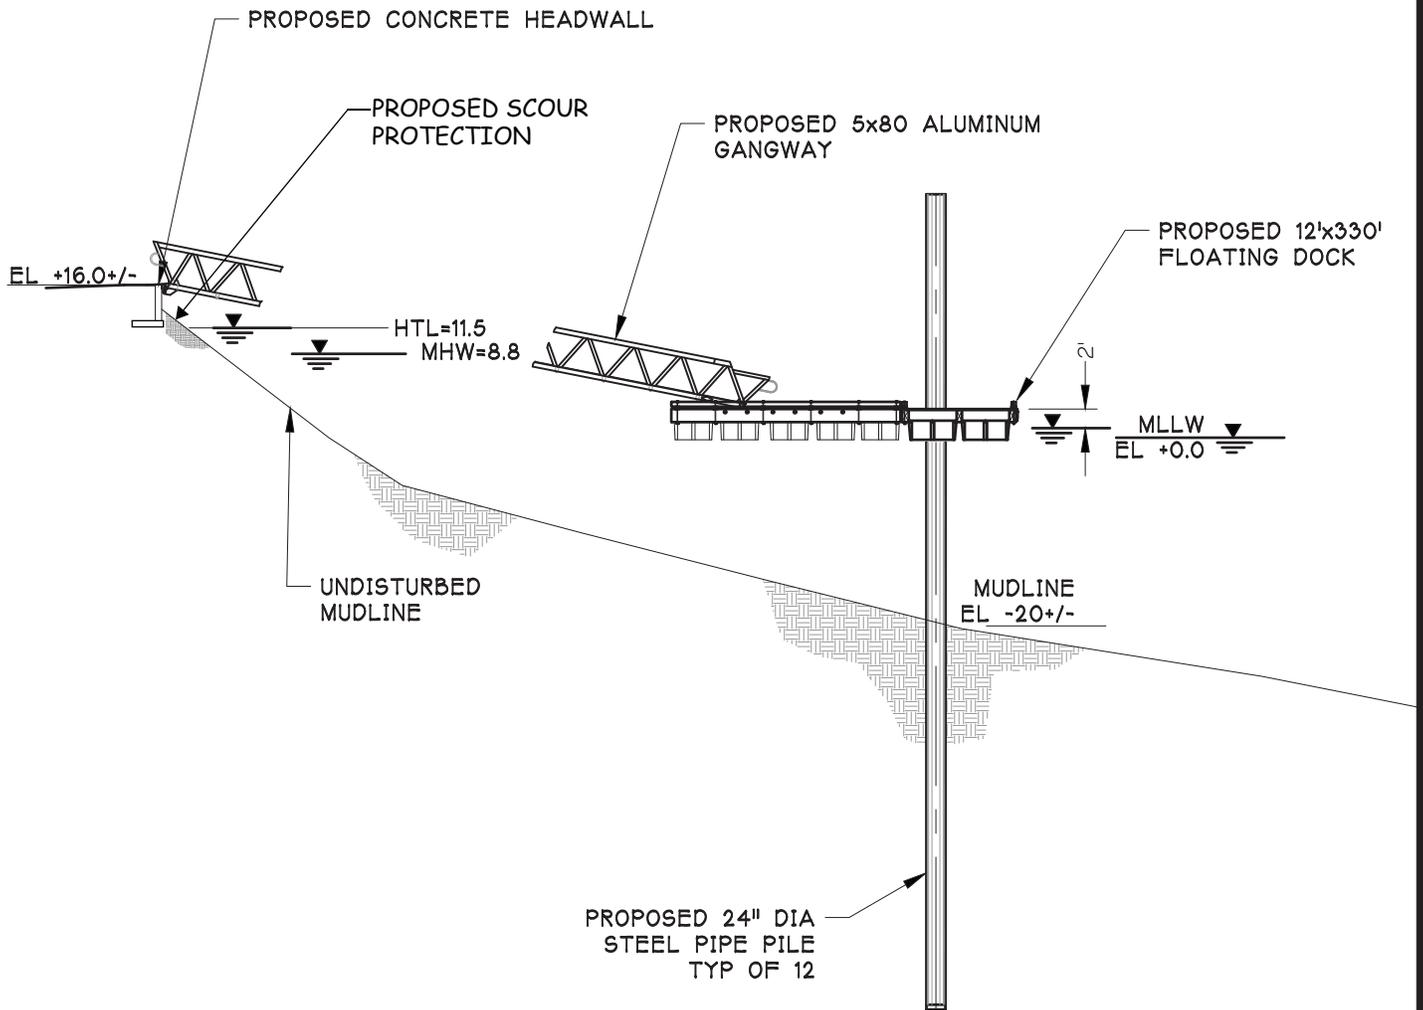 PROPOSED CONCRETE HEADWALL
PROPOSED SCOUR
PROTECTION
PROPOSED 5x80 ALUMINUM
GANGWAY
PROPOSED 12'x330'
FLOATING DOCK
EL +16.0+/-
HTL=11.5
MHW=8.8
2'
MLLW
EL +0.0
UNDISTURBED
MUDLINE
MUDLINE
EL -20+/-
PROPOSED 24" DIA
STEEL PIPE PILE
TYP OF 12